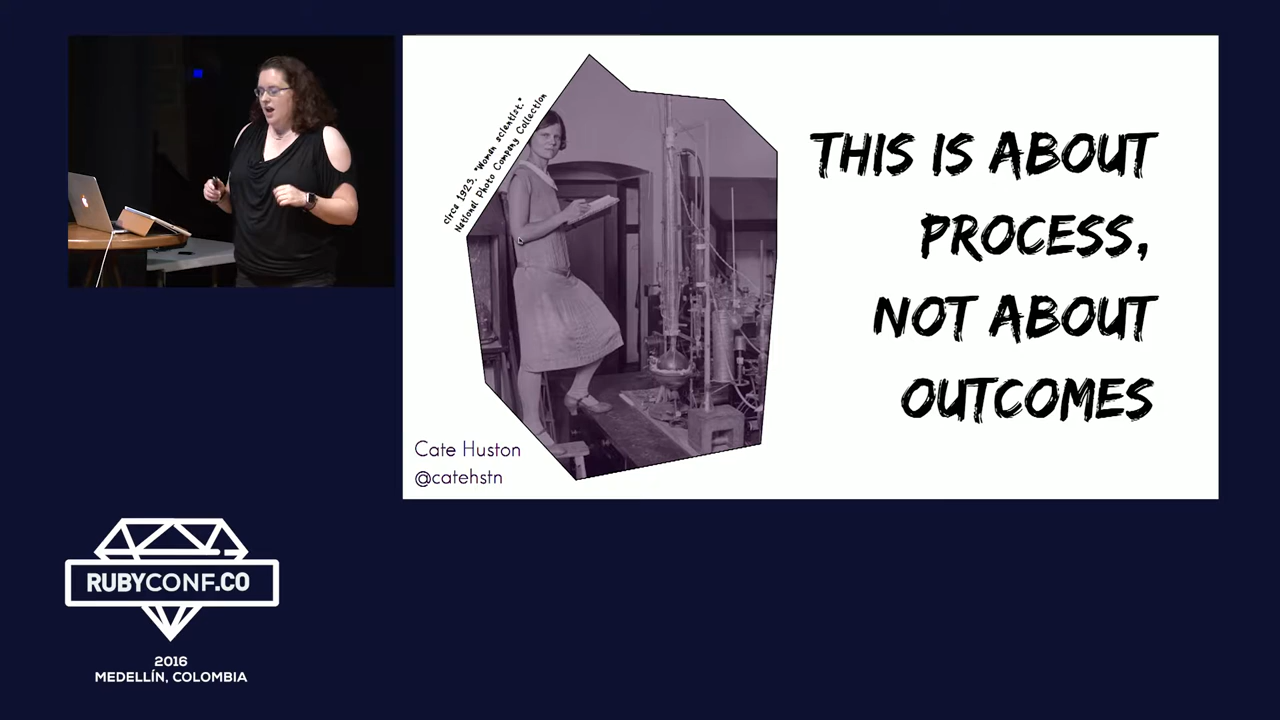 circa 1923. "Woman scientist."
National Photo Company Collection
THIS IS ABOUT
PROCESS,
NOT ABOUT
OUTCOMES
Cate Huston
@catehstn
RUBYCONF.CO
2016
MEDELLÍN, COLOMBIA